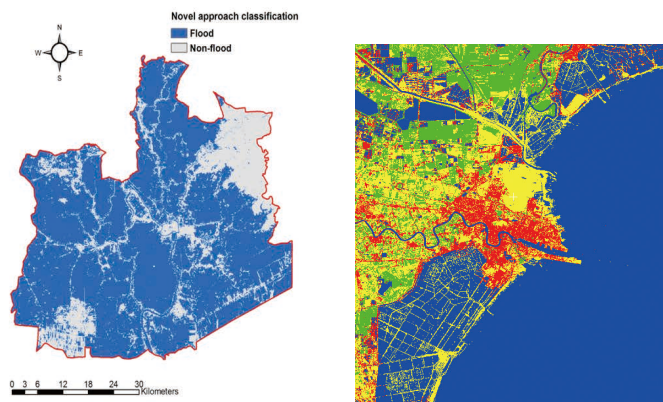 Novel approach classification
Flood
Non-flood
N
W E
S
0 3 6 12 18 24 30
Kilometers